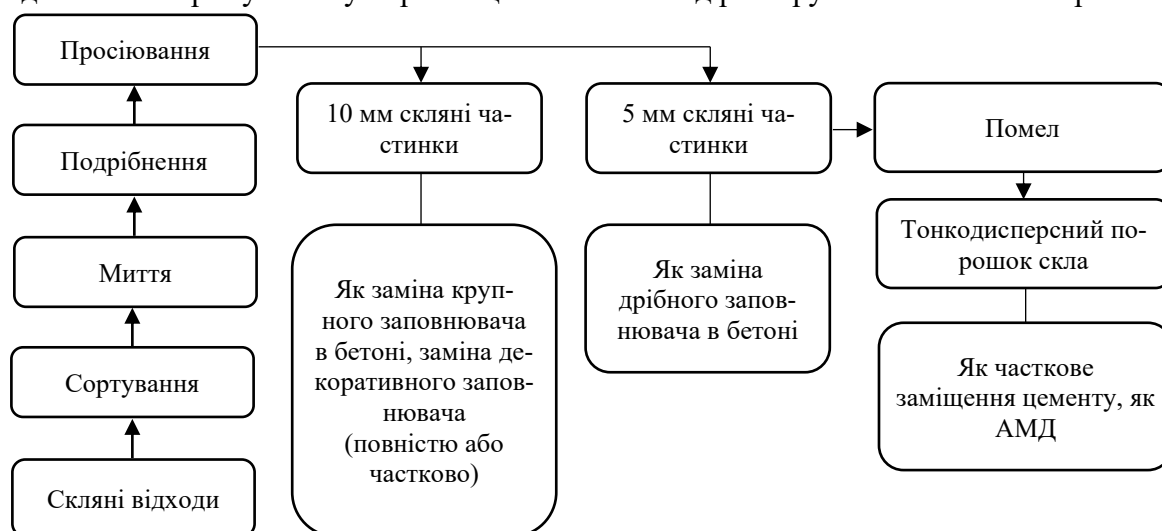 Просіювання
10 мм скляні ча-
стинки
5 мм скляні ча-
стинки
Помел
Подрібнення
Тонкодисперсний по-
рошок скла
Миття
Як заміна круп-
ного заповнювача
в бетоні, заміна де-
коративного запов-
нювача
(повністю або
частково)
Як заміна
дрібного запов-
нювача в бетоні
Як часткове
заміщення цементу, як
АМД
Сортування
Скляні відходи